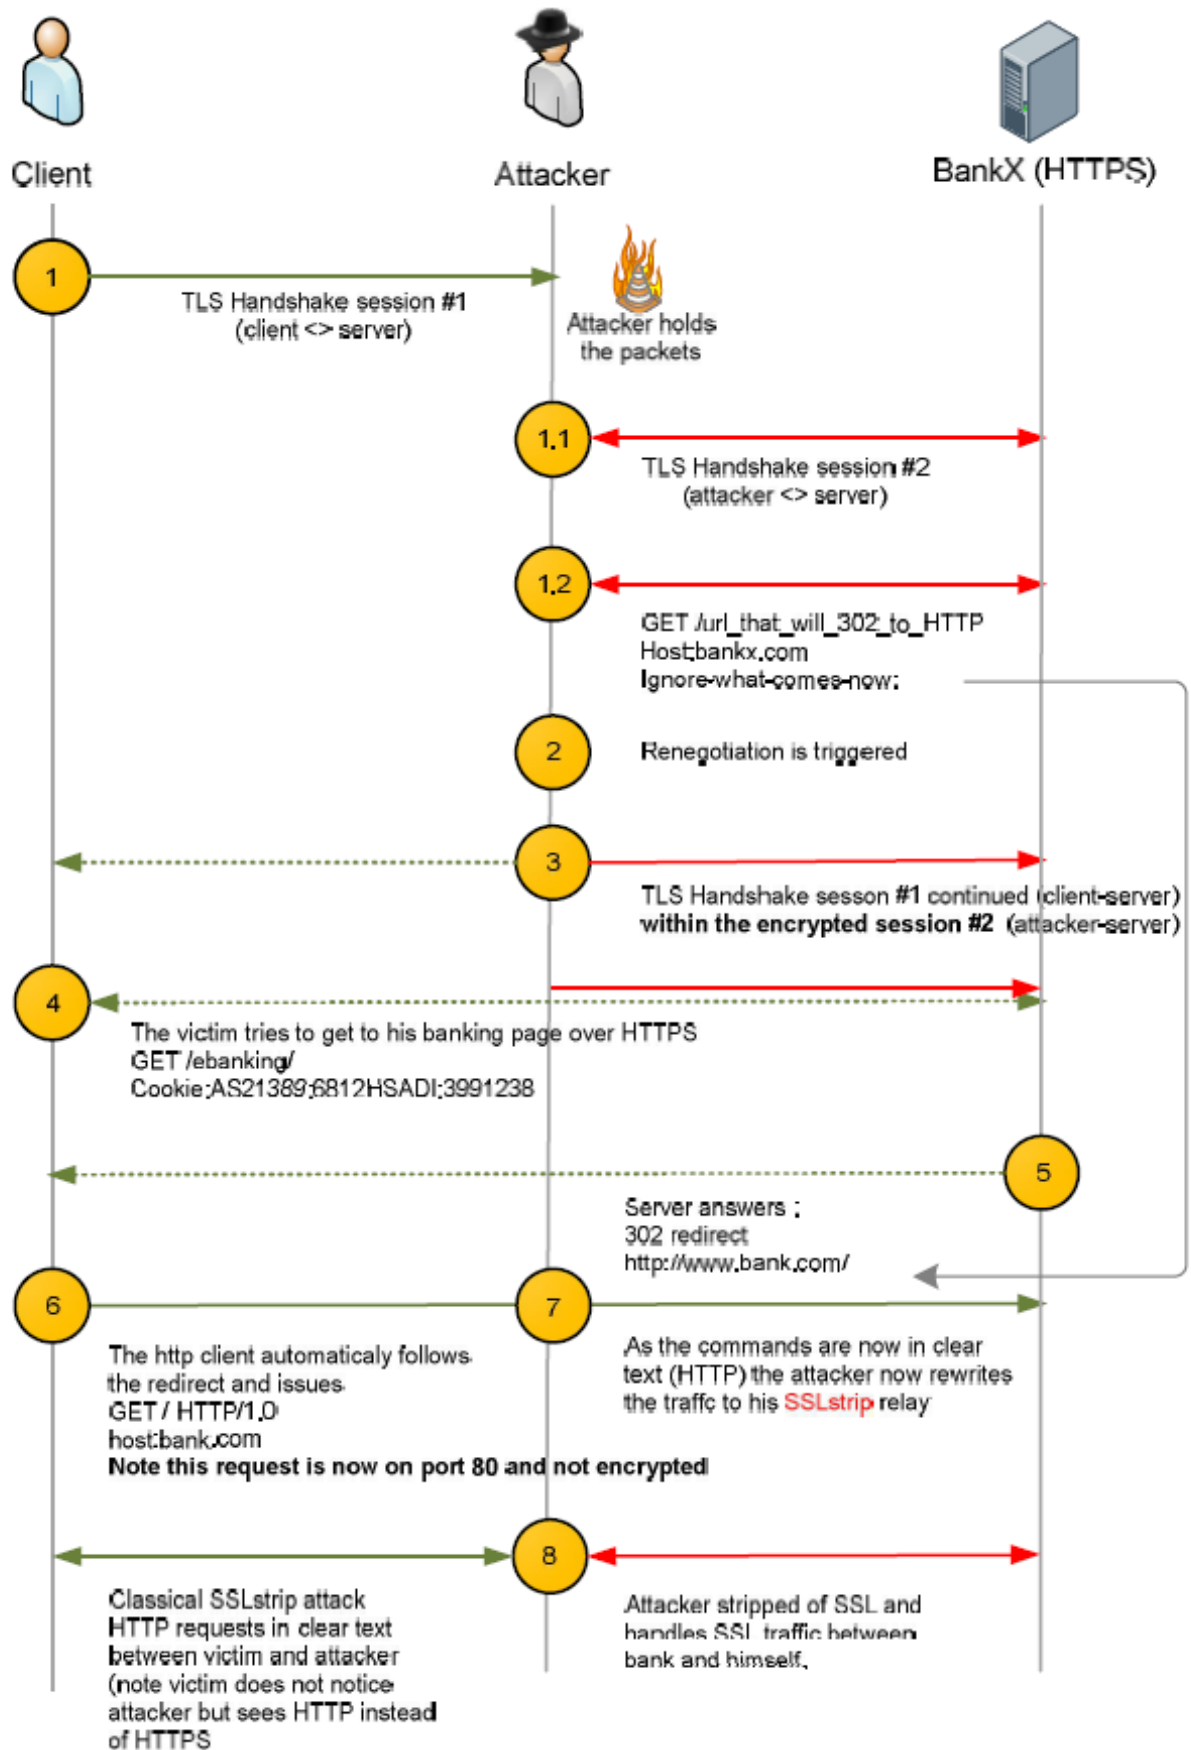 Client
Attacker
BankX (HTTPS)
1
TLS Handshake session #1
(client <> server)
Attacker holds
the packets
1.1
TLS Handshake session #2
(attacker <> server)
1.2
GET /url_that_will_302_to_HTTP
Host:bankx.com
Ignore-what-comes-now:
2
Renegotiation is triggered
3
TLS Handshake sesson #1 continued (client-server)
within the encrypted session #2 (attacker-server)
4
The victim tries to get to his banking page over HTTPS
GET /ebanking/
Cookie:AS21389:6812HSADI:3991238
5
Server answers :
302 redirect
http://www.bank.com/
6
The http client automaticaly follows
the redirect and issues
GET / HTTP/1.0
host:bank.com
Note this request is now on port 80 and not encrypted
7
As the commands are now in clear
text (HTTP) the attacker now rewrites
the traffc to his SSLstrip relay
8
Classical SSLstrip attack
HTTP requests in clear text
between victim and attacker
(note victim does not notice
attacker but sees HTTP instead
of HTTPS
Attacker stripped of SSL and
handles SSL traffic between
bank and himself.